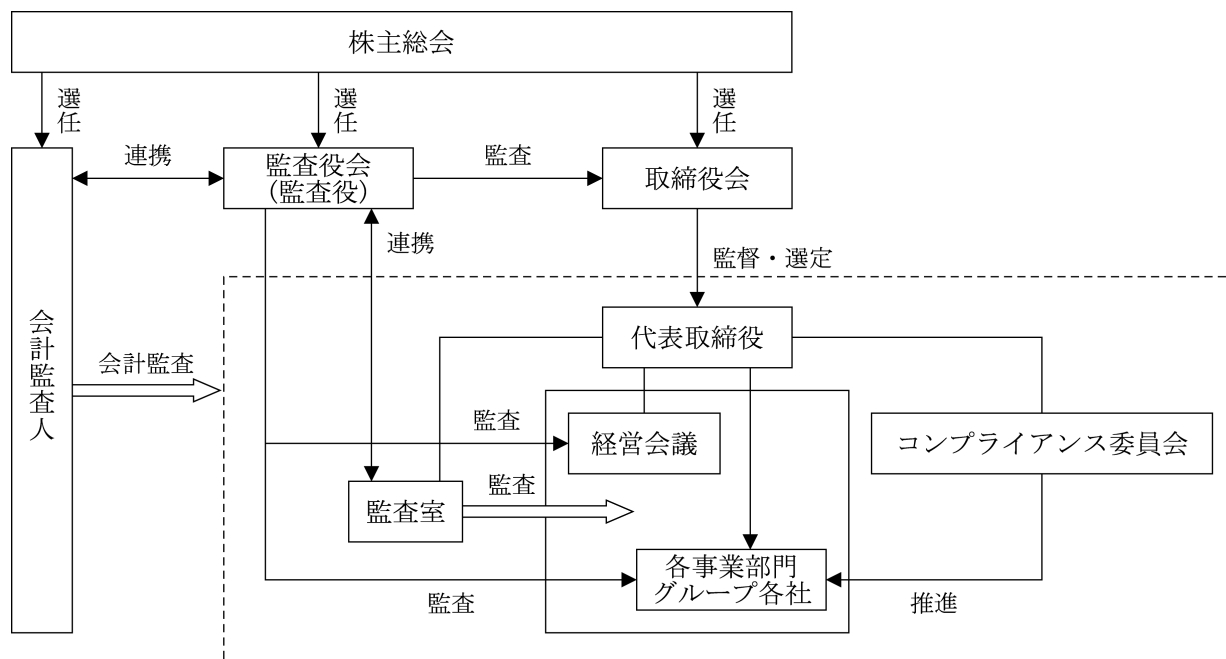 株主総会
選任
選任
選任
連携
監査役会
(監査役)
監査
取締役会
連携
監督・選定
会計監査人
会計監査
代表取締役
監査
経営会議
コンプライアンス委員会
監査
監査室
各事業部門
グループ各社
監査
推進